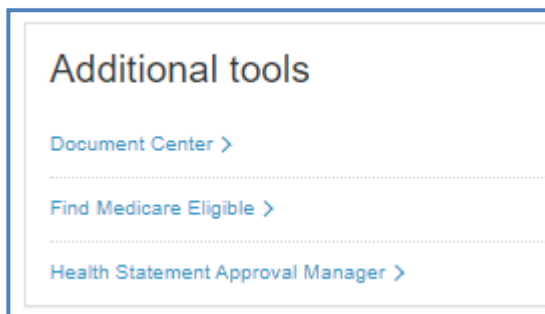 Additional tools
Document Center >
Find Medicare Eligible >
Health Statement Approval Manager >